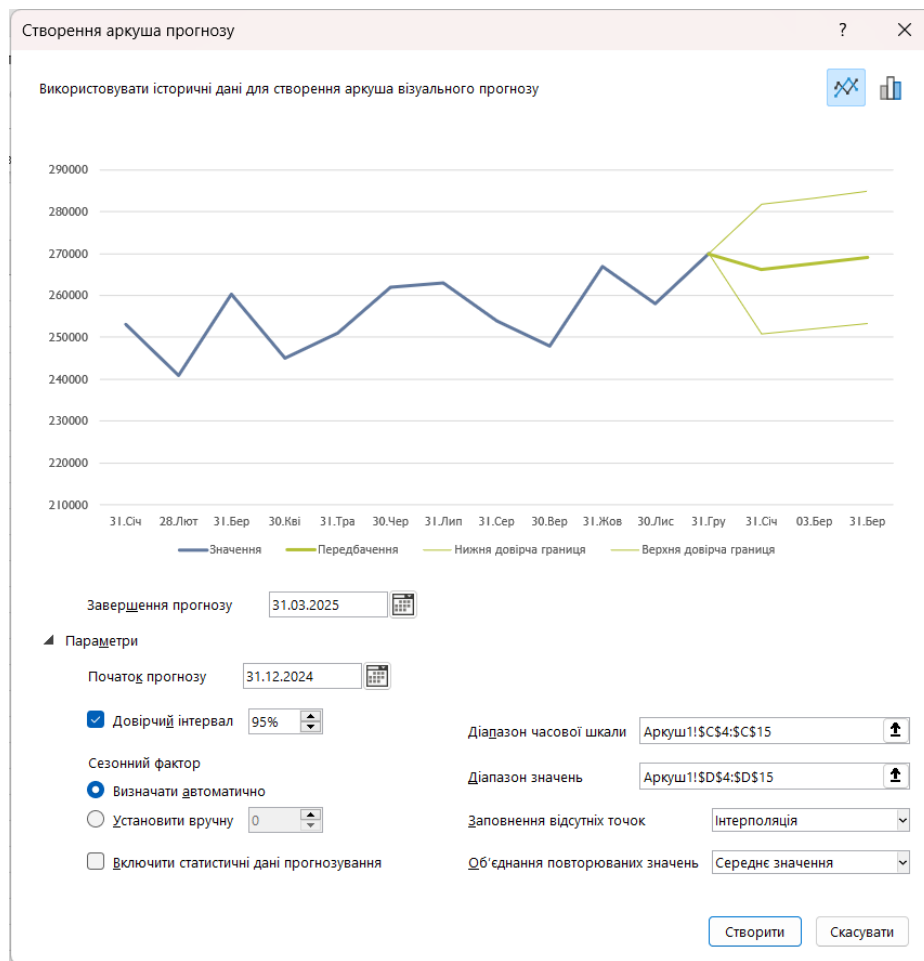 Створення аркуша прогнозу ?
Використовувати історичні дані для створення аркуша візуального прогнозу
290000
280000
270000
260000
250000
240000
230000
220000
210000
31.Січ 28.Лют 31.Бер 30.Кві 31.Тра 30.Чер 31.Лип 31.Сер 30.Вер 31.Жов 30.Лис 31.Гру 31.Січ 03.Бер 31.Бер
Значення Передбачення Нижня довірча границя Верхня довірча границя
Завершення прогнозу 31.03.2025
Параметри
Початок прогнозу 31.12.2024
Довірчий інтервал 95%
Діапазон часової шкали Аркуш1!$C$4:$C$15
Сезонний фактор
Діапазон значень Аркуш1!$D$4:$D$15
Визначати автоматично
Установити вручну 0
Заповнення відсутніх точок Інтерполяція
Включити статистичні дані прогнозування
Об'єднання повторюваних значень Середнє значення
Створити Скасувати